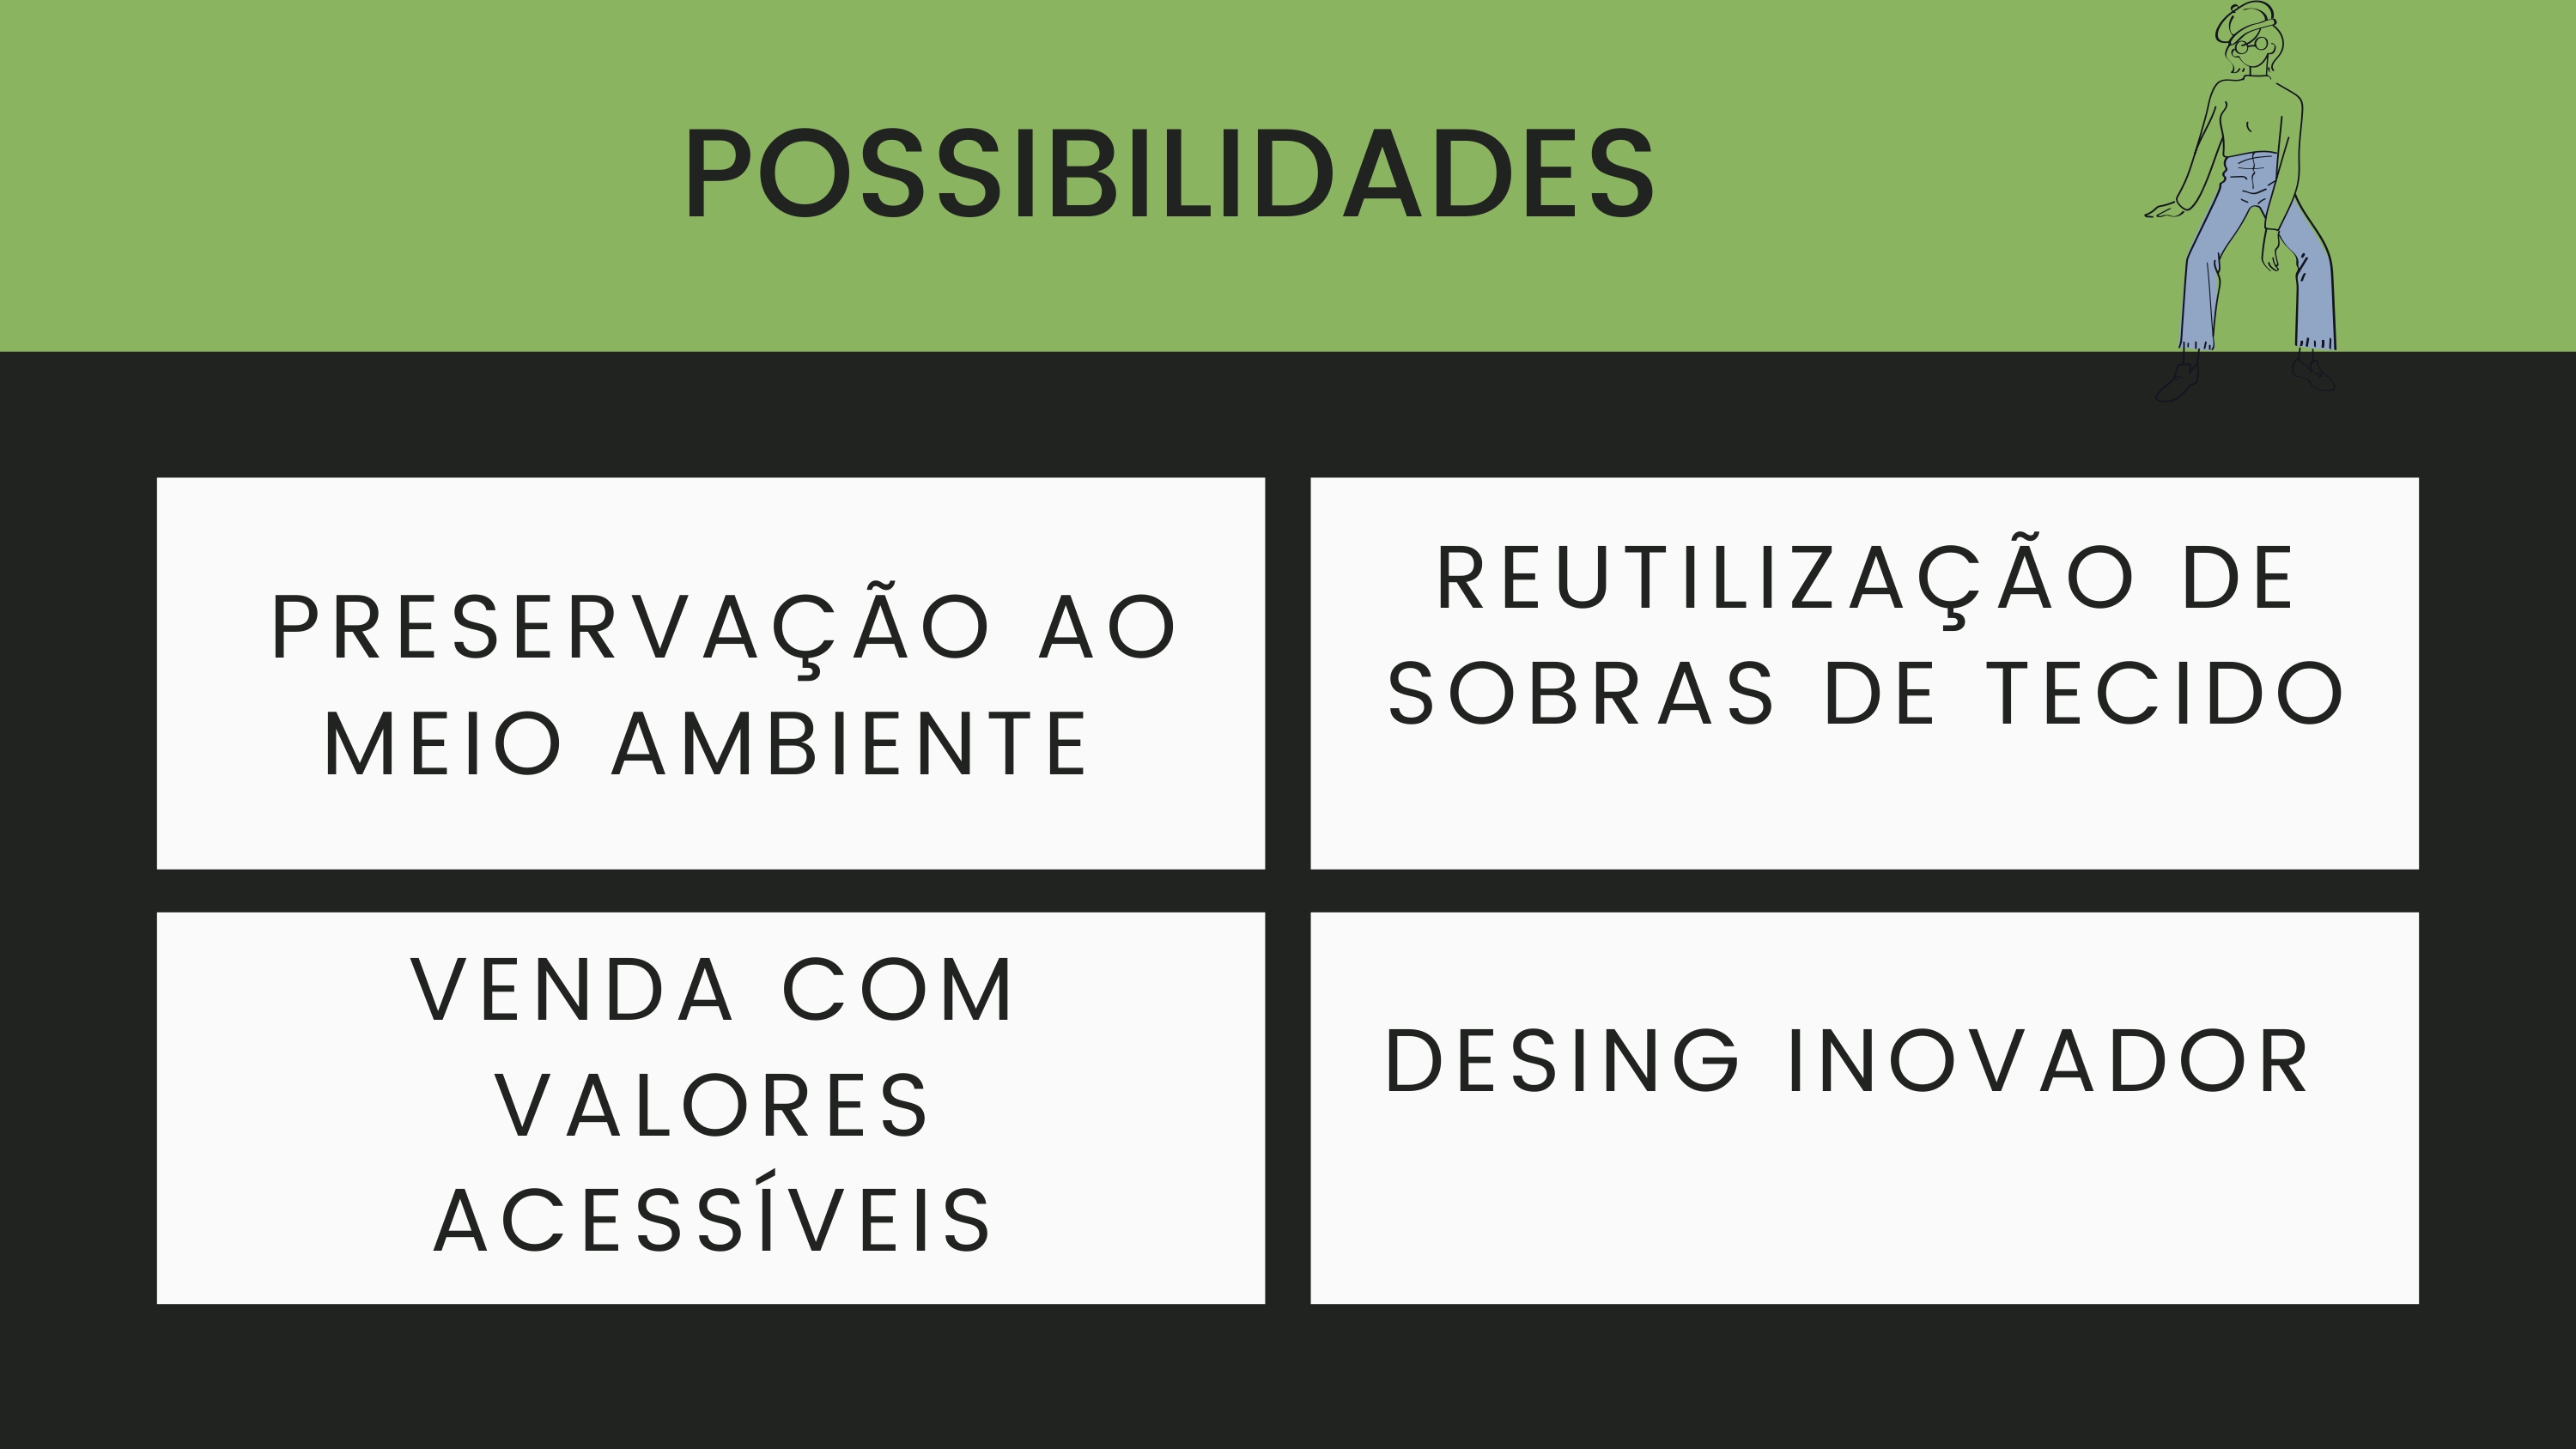 POSSIBILIDADES
PRESERVAÇÃO AO
MEIO AMBIENTE
REUTILIZAÇÃO DE
SOBRAS DE TECIDO
VENDA COM
VALORES
ACESSÍVEIS
DESING INOVADOR